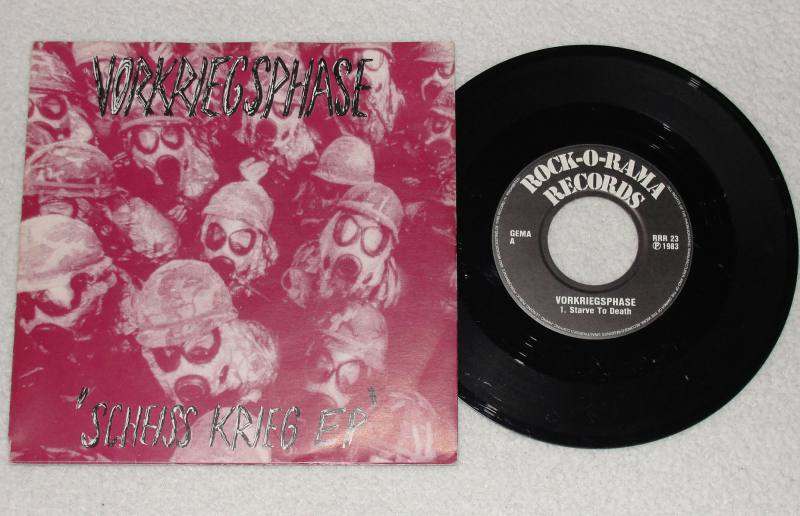 VORKRIEGSPHASE
"SCHEISS KRIEG EP"
ROCK-O-RAMA
RECORDS
GEMA
A
RRR 23
℗ 1983
VORKRIEGSPHASE
1. Starve To Death